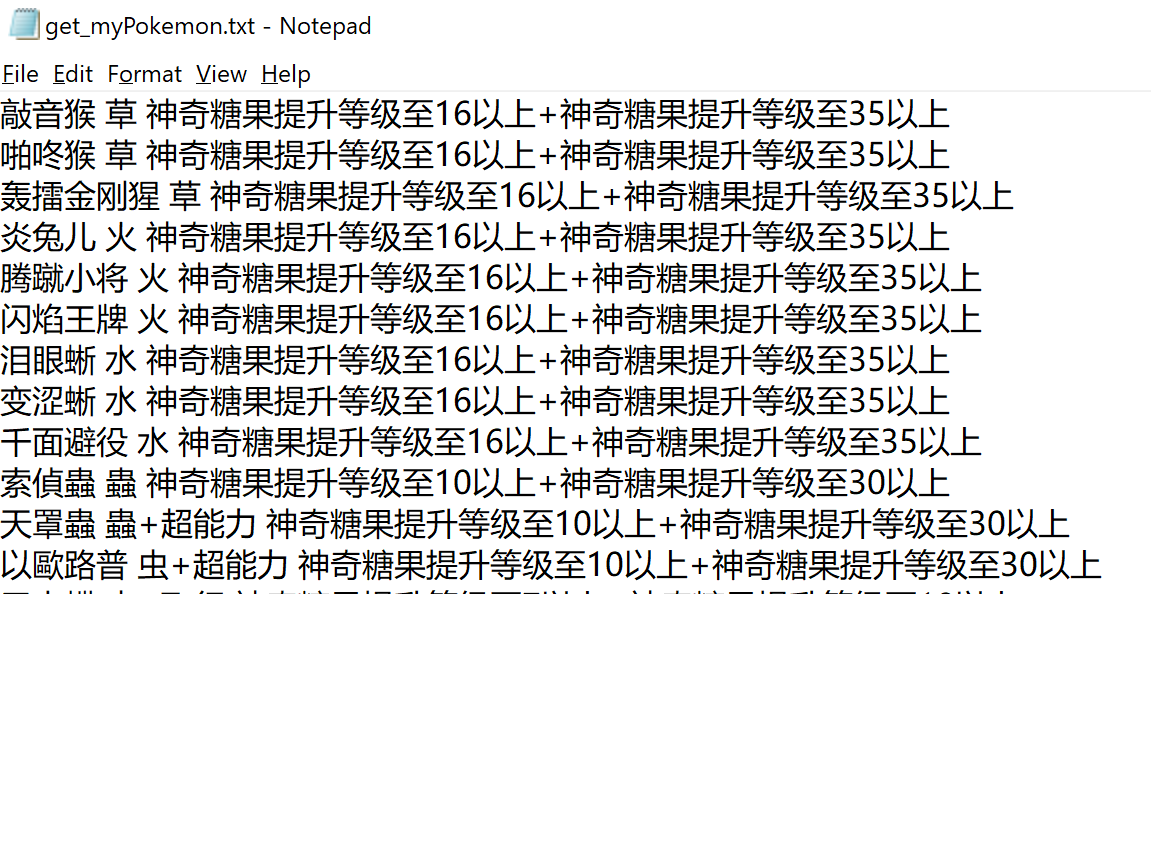 get_myPokemon.txt - Notepad
File Edit Format View Help
敲音猴 草 神奇糖果提升等级至16以上+神奇糖果提升等级至35以上
啪咚猴 草 神奇糖果提升等级至16以上+神奇糖果提升等级至35以上
轰擂金刚猩 草 神奇糖果提升等级至16以上+神奇糖果提升等级至35以上
炎兔儿 火 神奇糖果提升等级至16以上+神奇糖果提升等级至35以上
腾蹴小将 火 神奇糖果提升等级至16以上+神奇糖果提升等级至35以上
闪焰王牌 火 神奇糖果提升等级至16以上+神奇糖果提升等级至35以上
泪眼蜥 水 神奇糖果提升等级至16以上+神奇糖果提升等级至35以上
变涩蜥 水 神奇糖果提升等级至16以上+神奇糖果提升等级至35以上
千面避役 水 神奇糖果提升等级至16以上+神奇糖果提升等级至35以上
索偵蟲 蟲 神奇糖果提升等级至10以上+神奇糖果提升等级至30以上
天罩蟲 蟲+超能力 神奇糖果提升等级至10以上+神奇糖果提升等级至30以上
以歐路普 虫+超能力 神奇糖果提升等级至10以上+神奇糖果提升等级至30以上